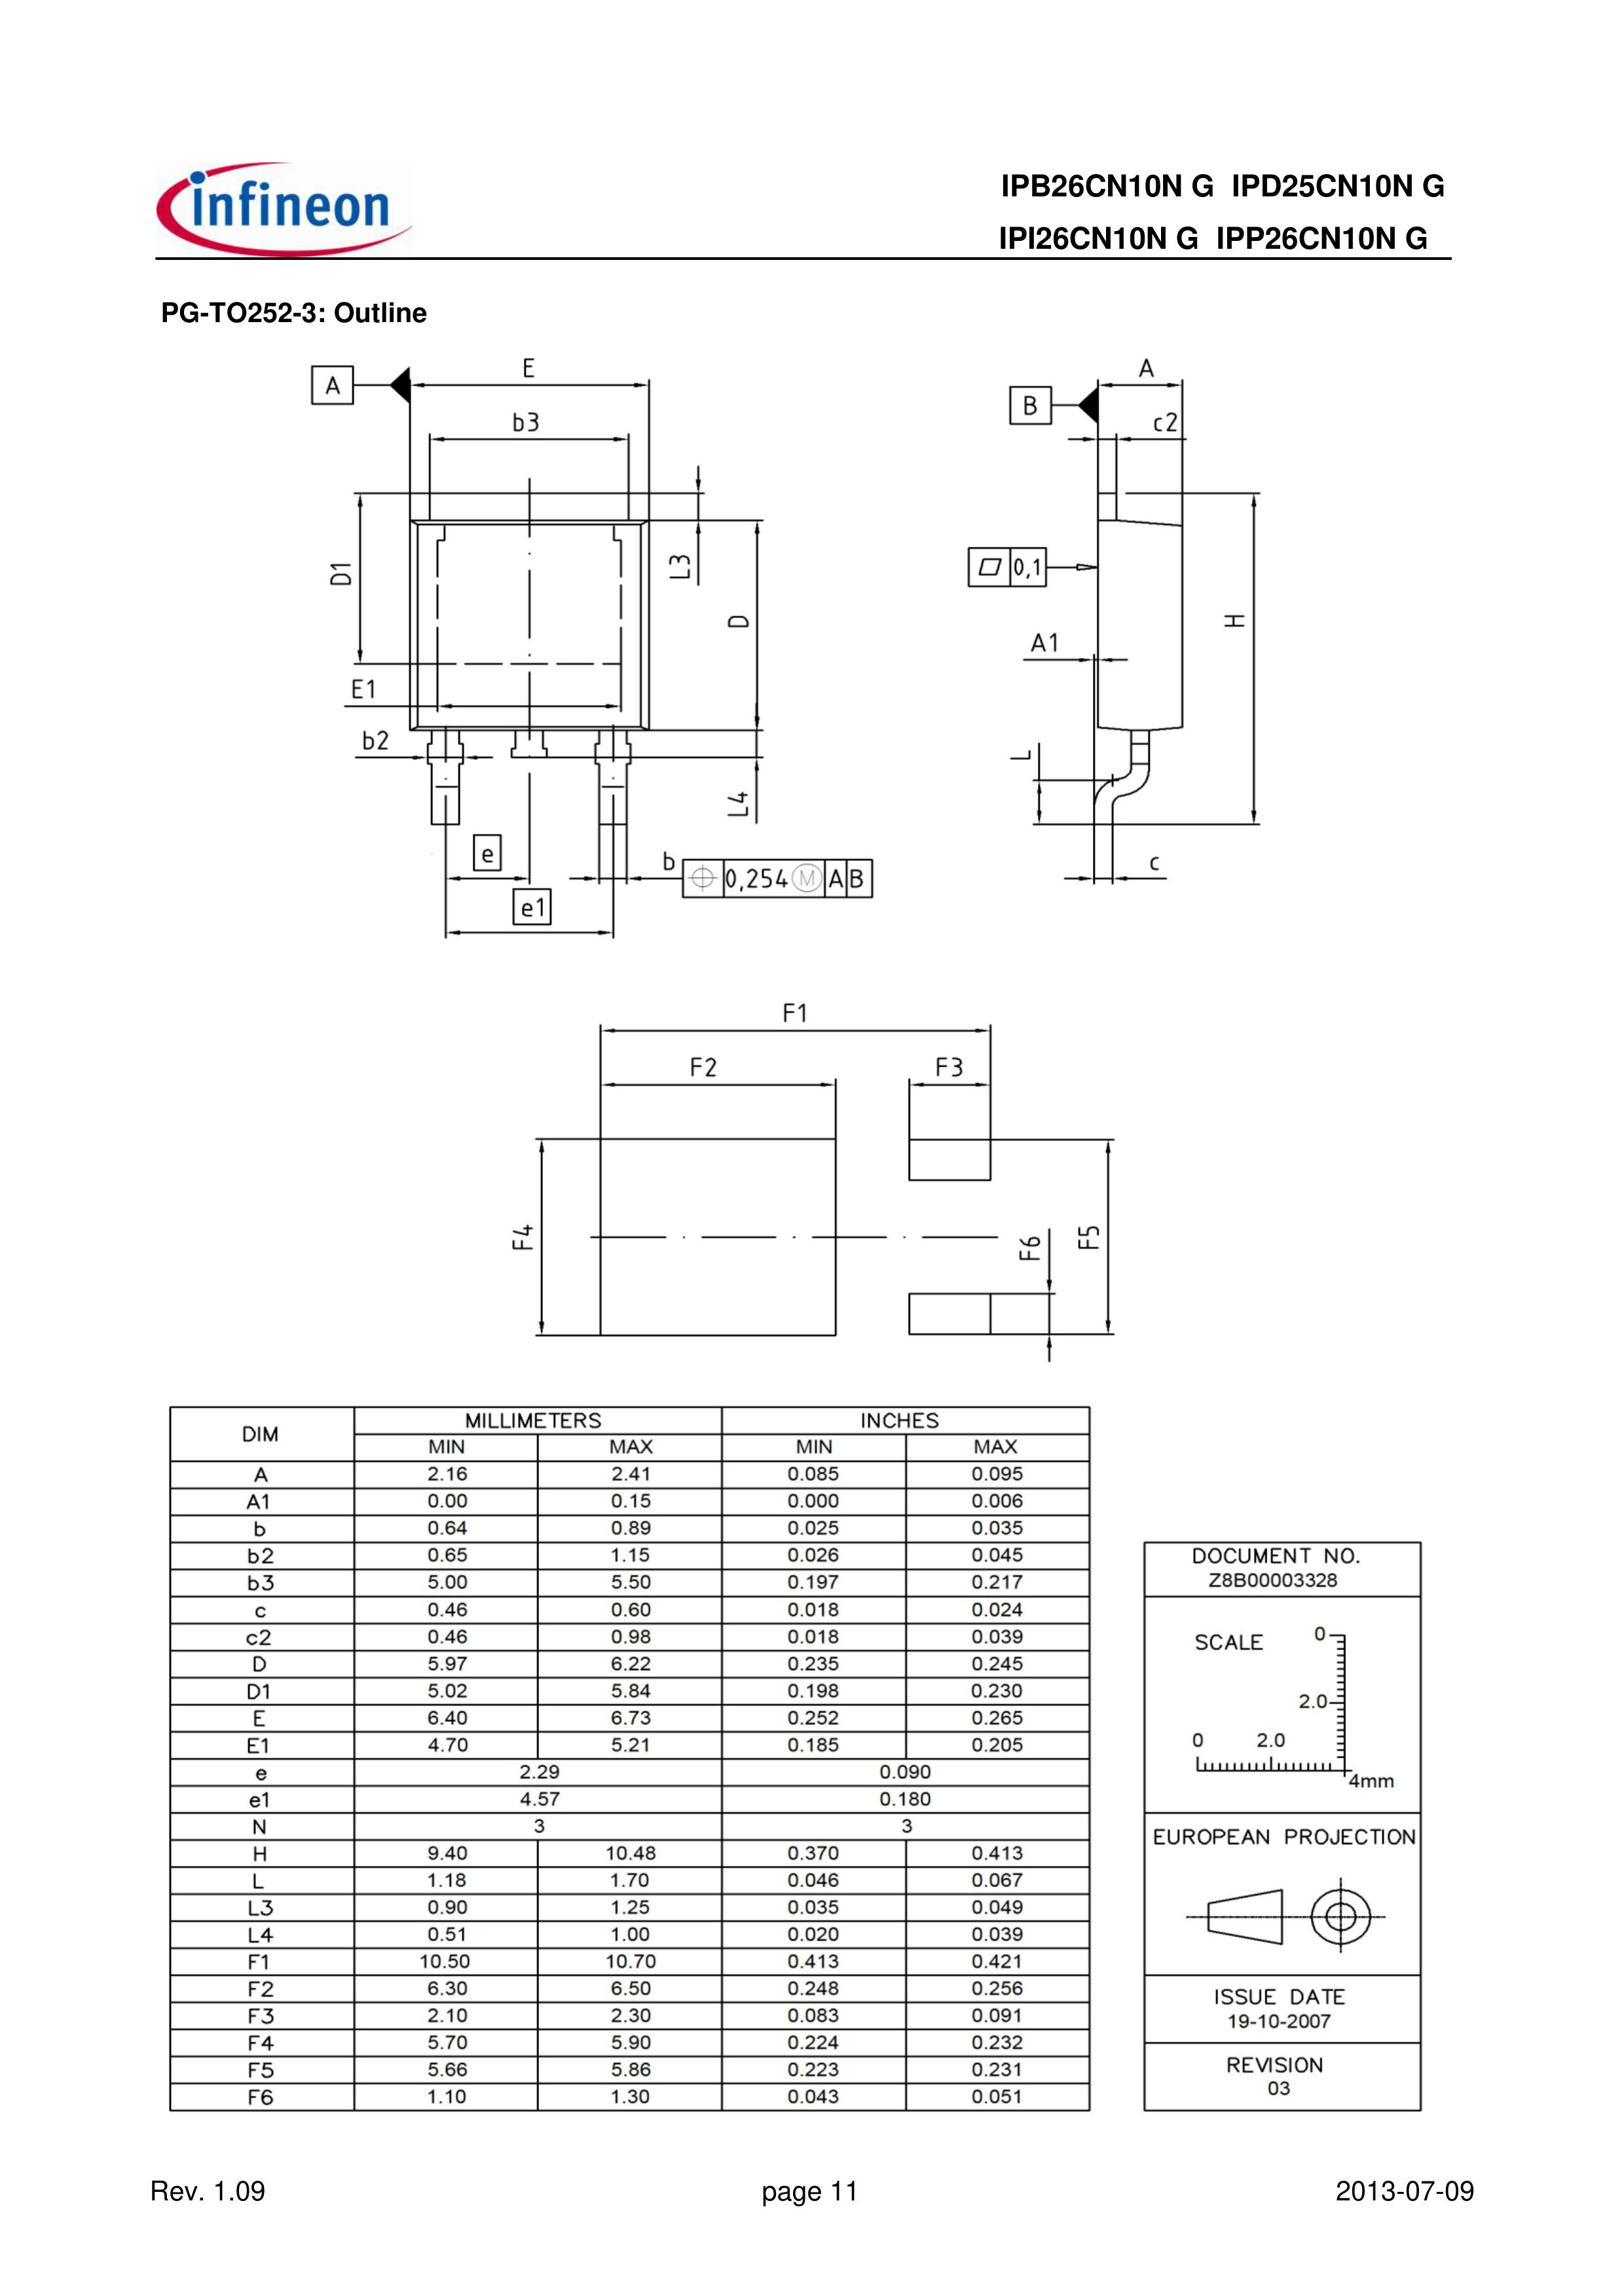 infineon
IPB26CN10N G IPD25CN10N G
IPI26CN10N G IPP26CN10N G
PG-TO252-3: Outline
A E
b3
D1
L3
D
E1
b2
L4
e
b
0,254 M A B
e1
A
B
c2
0,1
H
A1
L
c
F1
F2 F3
F4
F6
F5
DIM MILLIMETERS INCHES
MIN MAX MIN MAX
A 2.16 2.41 0.085 0.095
A1 0.00 0.15 0.000 0.006
b 0.64 0.89 0.025 0.035
b2 0.65 1.15 0.026 0.045
b3 5.00 5.50 0.197 0.217
c 0.46 0.60 0.018 0.024
c2 0.46 0.98 0.018 0.039
D 5.97 6.22 0.235 0.245
D1 5.02 5.84 0.198 0.230
E 6.40 6.73 0.252 0.265
E1 4.70 5.21 0.185 0.205
e 2.29 0.090
e1 4.57 0.180
N 3 3
H 9.40 10.48 0.370 0.413
L 1.18 1.70 0.046 0.067
L3 0.90 1.25 0.035 0.049
L4 0.51 1.00 0.020 0.039
F1 10.50 10.70 0.413 0.421
F2 6.30 6.50 0.248 0.256
F3 2.10 2.30 0.083 0.091
F4 5.70 5.90 0.224 0.232
F5 5.66 5.86 0.223 0.231
F6 1.10 1.30 0.043 0.051
DOCUMENT NO.
Z8B00003328
SCALE 0
2.0
0 2.0
4mm
EUROPEAN PROJECTION
ISSUE DATE
19-10-2007
REVISION
03
Rev. 1.09 page 11 2013-07-09